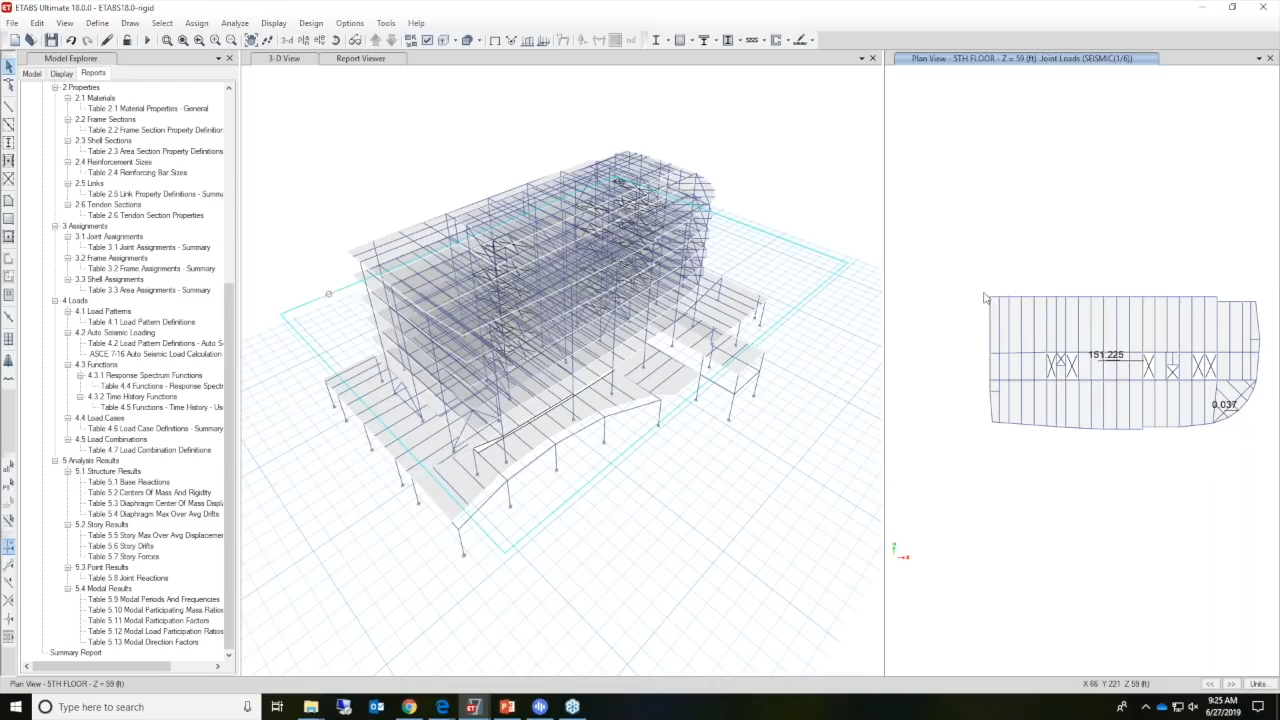 ETABS Ultimate 18.0.0 - ETABS18.0-rigid
File Edit View Define Draw Select Assign Analyze Display Design Options Tools Help
Model Explorer
Model Display Reports
2 Properties
2.1 Materials
Table 2.1 Material Properties - General
2.2 Frame Sections
Table 2.2 Frame Section Property Definition
2.3 Shell Sections
Table 2.3 Area Section Property Definitions
2.4 Reinforcement Sizes
Table 2.4 Reinforcing Bar Sizes
2.5 Links
Table 2.5 Link Property Definitions - Summa
2.6 Tendon Sections
Table 2.6 Tendon Section Properties
3 Assignments
3.1 Joint Assignments
Table 3.1 Joint Assignments - Summary
3.2 Frame Assignments
Table 3.2 Frame Assignments - Summary
3.3 Shell Assignments
Table 3.3 Area Assignments - Summary
4 Loads
4.1 Load Patterns
Table 4.1 Load Pattern Definitions
4.2 Auto Seismic Loading
Table 4.2 Load Pattern Definitions - Auto S
ASCE 7-16 Auto Seismic Load Calculation
4.3 Functions
4.3.1 Response Spectrum Functions
Table 4.4 Functions - Response Spectr
4.3.2 Time History Functions
Table 4.5 Functions - Time History - Us
4.4 Load Cases
Table 4.6 Load Case Definitions - Summary
4.5 Load Combinations
Table 4.7 Load Combination Definitions
5 Analysis Results
5.1 Structure Results
Table 5.1 Base Reactions
Table 5.2 Centers Of Mass And Rigidity
Table 5.3 Diaphragm Center Of Mass Displ
Table 5.4 Diaphragm Max Over Avg Drifts
5.2 Story Results
Table 5.5 Story Max Over Avg Displacemen
Table 5.6 Story Drifts
Table 5.7 Story Forces
5.3 Point Results
Table 5.8 Joint Reactions
5.4 Modal Results
Table 5.9 Modal Periods And Frequencies
Table 5.10 Modal Participating Mass Ratios
Table 5.11 Modal Participation Factors
Table 5.12 Modal Load Participation Ratios
Table 5.13 Modal Direction Factors
Summary Report
3-D View Report Viewer
Plan View - 5TH FLOOR - Z = 59 (ft) Joint Loads (SEISMIC(1/6))
151.225
0.037
Plan View - 5TH FLOOR - Z = 59 (ft)
X 66 Y 221 Z 59 (ft)
<< >> Units...
Type here to search
9:25 AM
6/27/2019